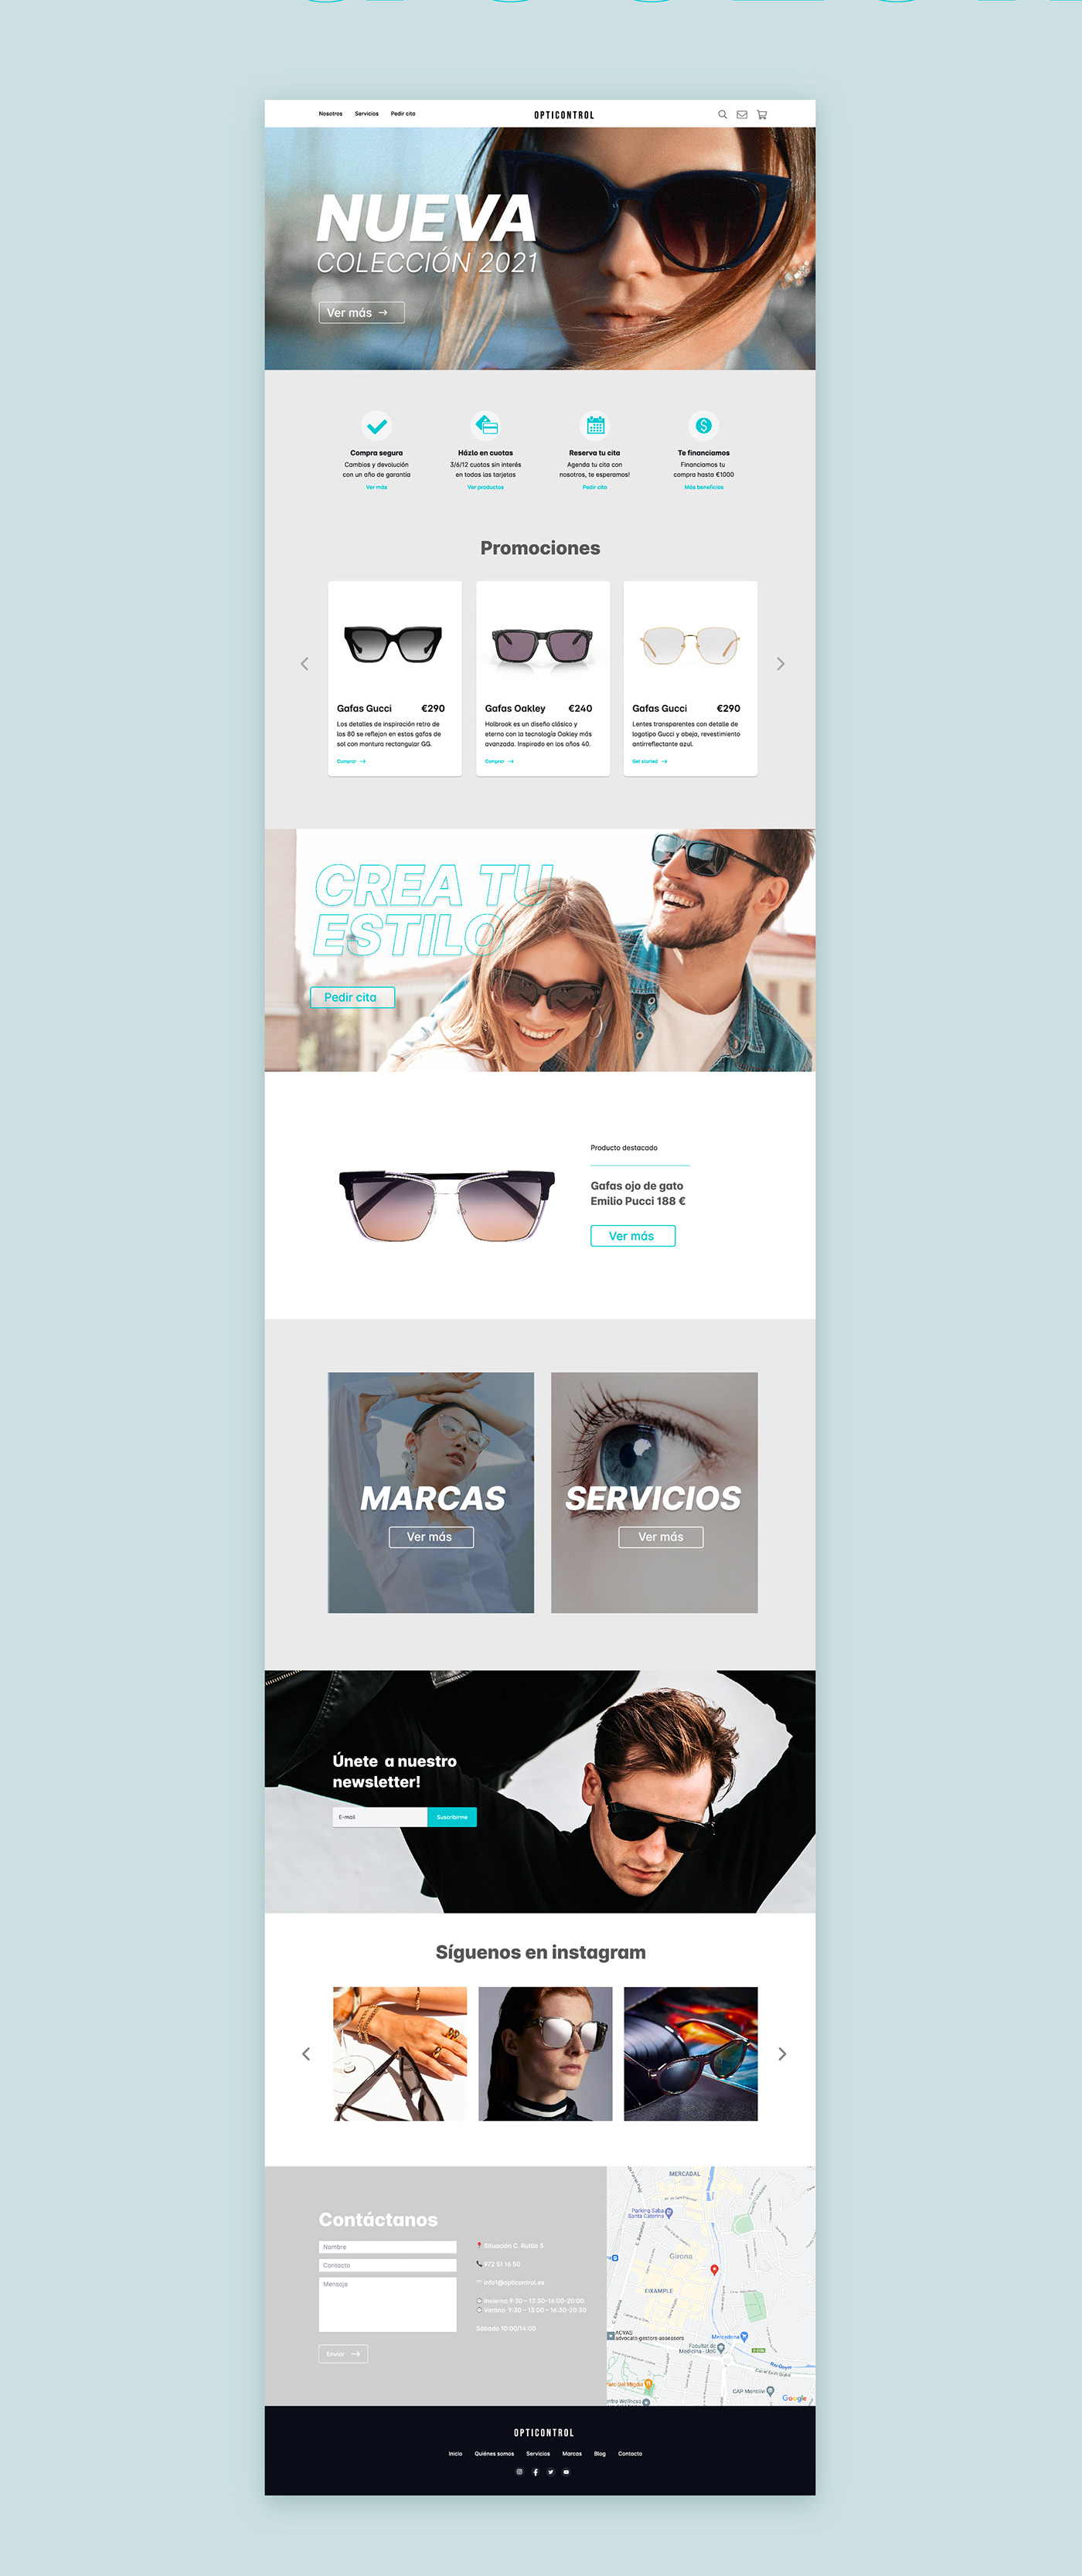 Nosotros Servicios Pedir cita OPTICONTROL
NUEVA
COLECCIÓN 2021
Ver más →
Compra segura
Cambios y devolución
con un año de garantía
Ver más
Házlo en cuotas
3/6/12 cuotas sin interés
en todas las tarjetas
Ver productos
Reserva tu cita
Agenda tu cita con
nosotros, te esperamos!
Pedir cita
Te financiamos
Financiamos tu
compra hasta €1000
Más beneficios
Promociones
Gafas Gucci €290
Los detalles de inspiración retro de
los 80 se reflejan en estas gafas de
sol con montura rectangular GG.
Comprar →
Gafas Oakley €240
Holbrook es un diseño clásico y
eterno con la tecnología Oakley más
avanzada. Inspirado en los años 40.
Comprar →
Gafas Gucci €290
Lentes transparentes con detalle de
logotipo Gucci y abeja, revestimiento
antirreflectante azul.
Get started →
CREA TU
ESTILO
Pedir cita
Producto destacado
Gafas ojo de gato
Emilio Pucci 188 €
Ver más
MARCAS
Ver más
SERVICIOS
Ver más
Únete a nuestro
newsletter!
E-mail Suscribirme
Síguenos en instagram
Contáctanos
Nombre
Contacto
Mensaje
Enviar →
Situación C. Rutlla 5
972 51 16 50
info1@opticontrol.es
Invierno 9:30 - 13:30-16:00-20:00
Verano 9:30 - 13:00 - 16:30-20:30
Sábado 10:00/14:00
MERCADAL
Parking Saba
Santa Caterina
Girona
EIXAMPLE
ACVAS
advocats-gestors-assessors
Mercadona
Facultat de
Medicina - UdG
CAP Montilivi
Google
OPTICONTROL
Inicio Quiénes somos Servicios Marcas Blog Contacto